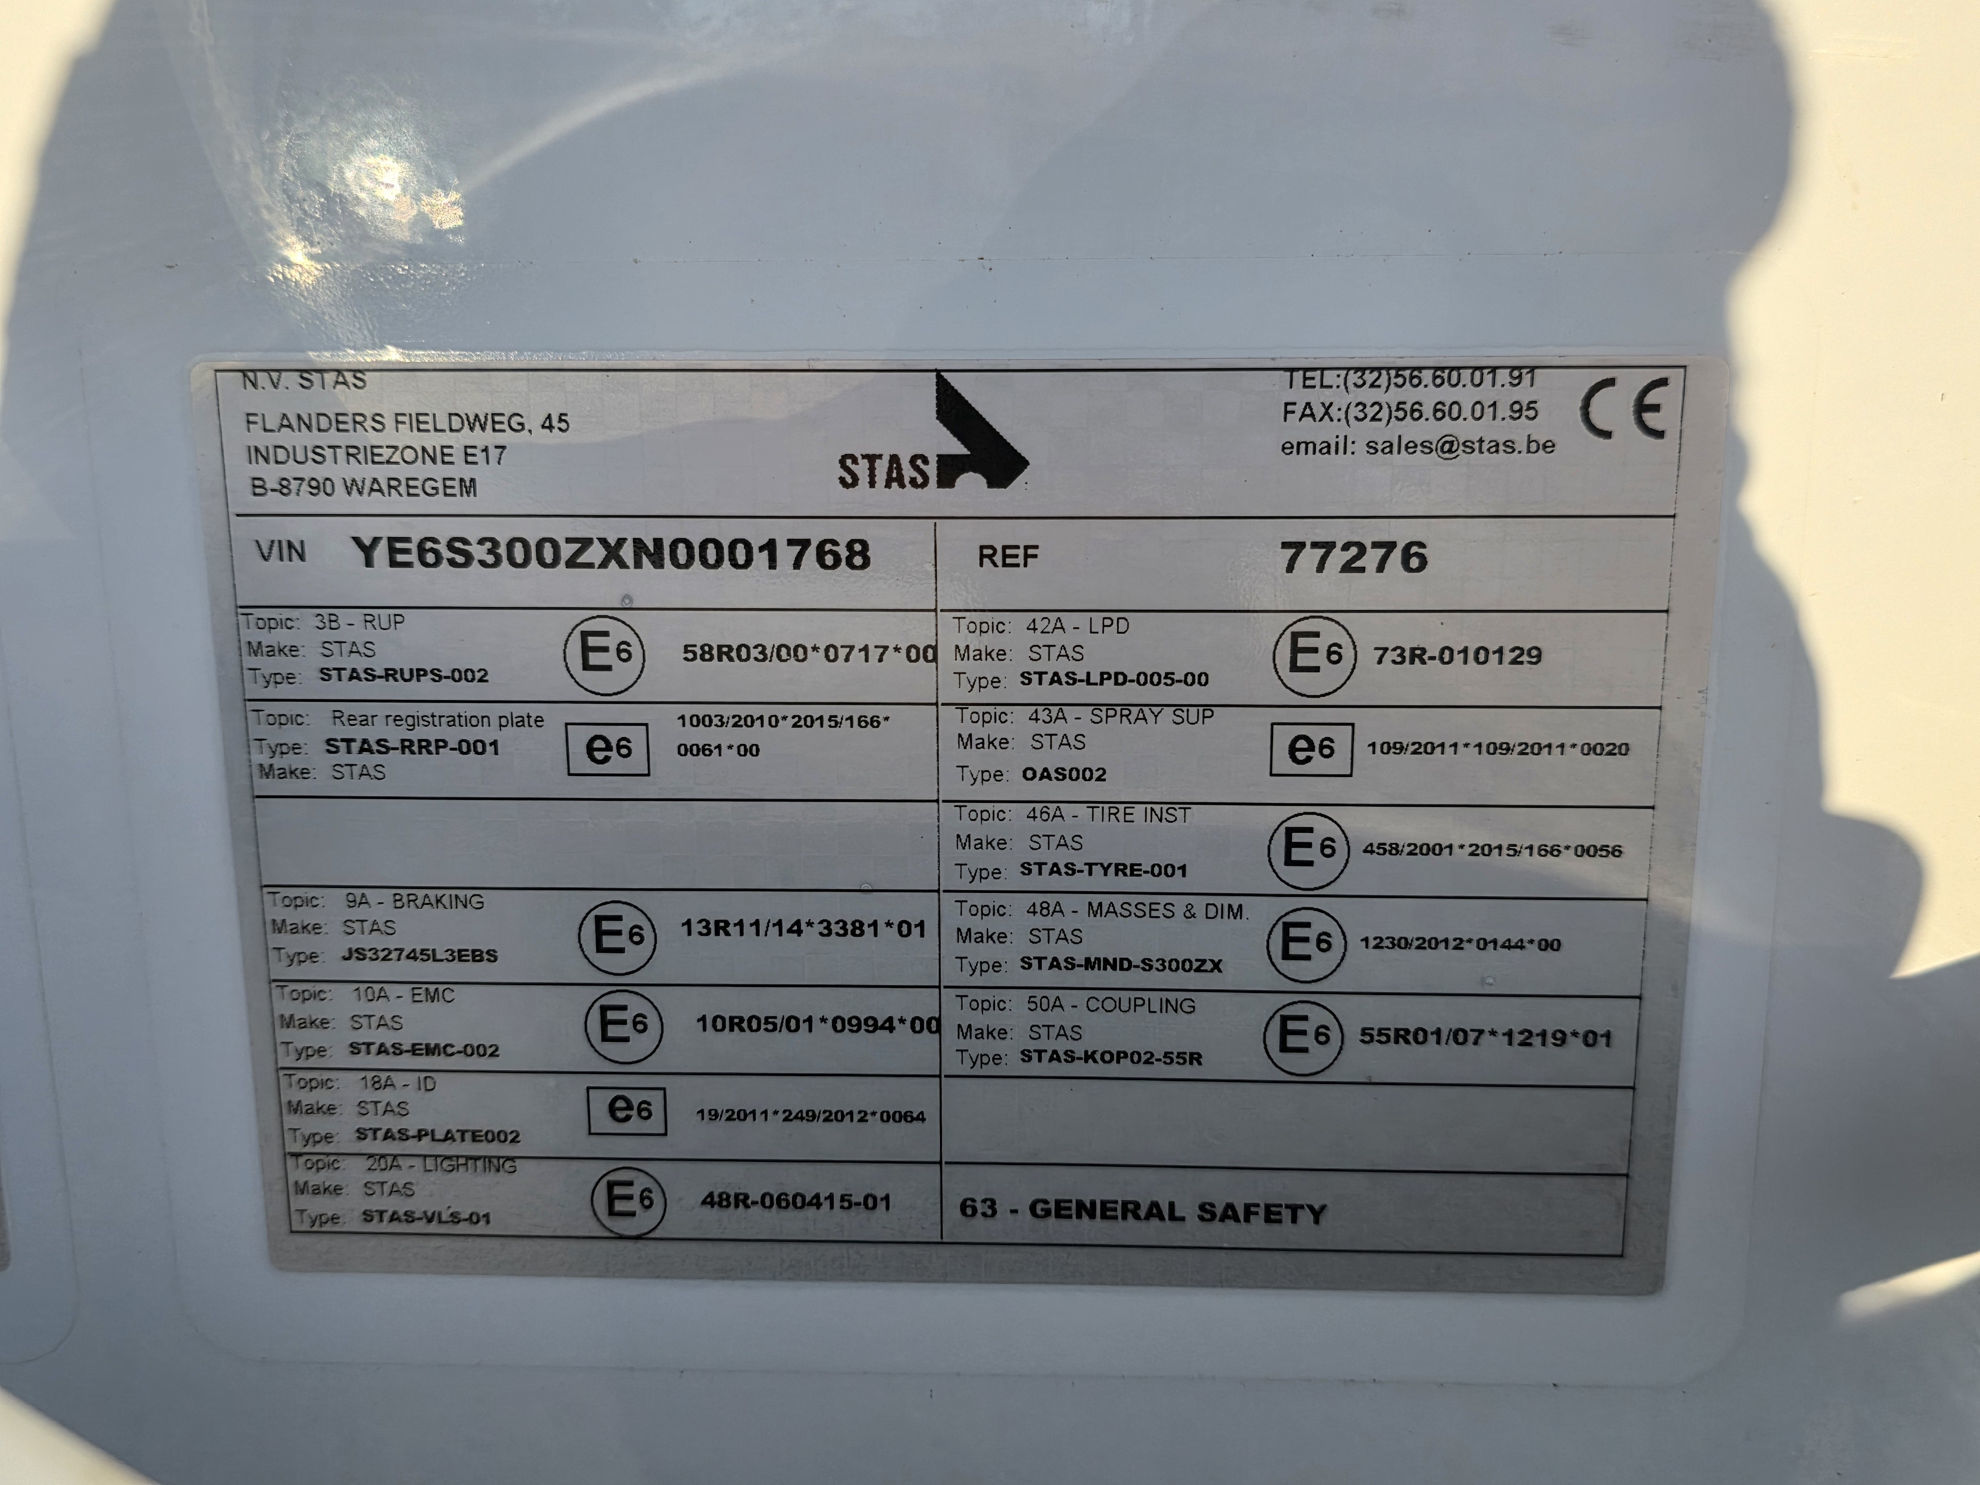 N.V. STAS
FLANDERS FIELDWEG, 45
INDUSTRIEZONE E17
B-8790 WAREGEM
STAS
TEL:(32)56.60.01.91
FAX:(32)56.60.01.95
email: sales@stas.be
CE
VIN YE6S300ZXN0001768
REF 77276
Topic: 3B - RUP
Make: STAS
Type: STAS-RUPS-002
E6
58R03/00*0717*00
Topic: Rear registration plate
Type: STAS-RRP-001
Make: STAS
e6
1003/2010*2015/166*
0061*00
Topic: 9A - BRAKING
Make: STAS
Type: JS32745L3EBS
E6
13R11/14*3381*01
Topic: 10A - EMC
Make: STAS
Type: STAS-EMC-002
E6
10R05/01*0994*00
Topic: 18A - ID
Make: STAS
Type: STAS-PLATE002
e6
19/2011*249/2012*0064
Topic: 20A - LIGHTING
Make: STAS
Type: STAS-VLS-01
E6
48R-060415-01
Topic: 42A - LPD
Make: STAS
Type: STAS-LPD-005-00
E6
73R-010129
Topic: 43A - SPRAY SUP
Make: STAS
Type: OAS002
e6
109/2011*109/2011*0020
Topic: 46A - TIRE INST
Make: STAS
Type: STAS-TYRE-001
E6
458/2001*2015/166*0056
Topic: 48A - MASSES & DIM.
Make: STAS
Type: STAS-MND-S300ZX
E6
1230/2012*0144*00
Topic: 50A - COUPLING
Make: STAS
Type: STAS-KOP02-55R
E6
55R01/07*1219*01
63 - GENERAL SAFETY